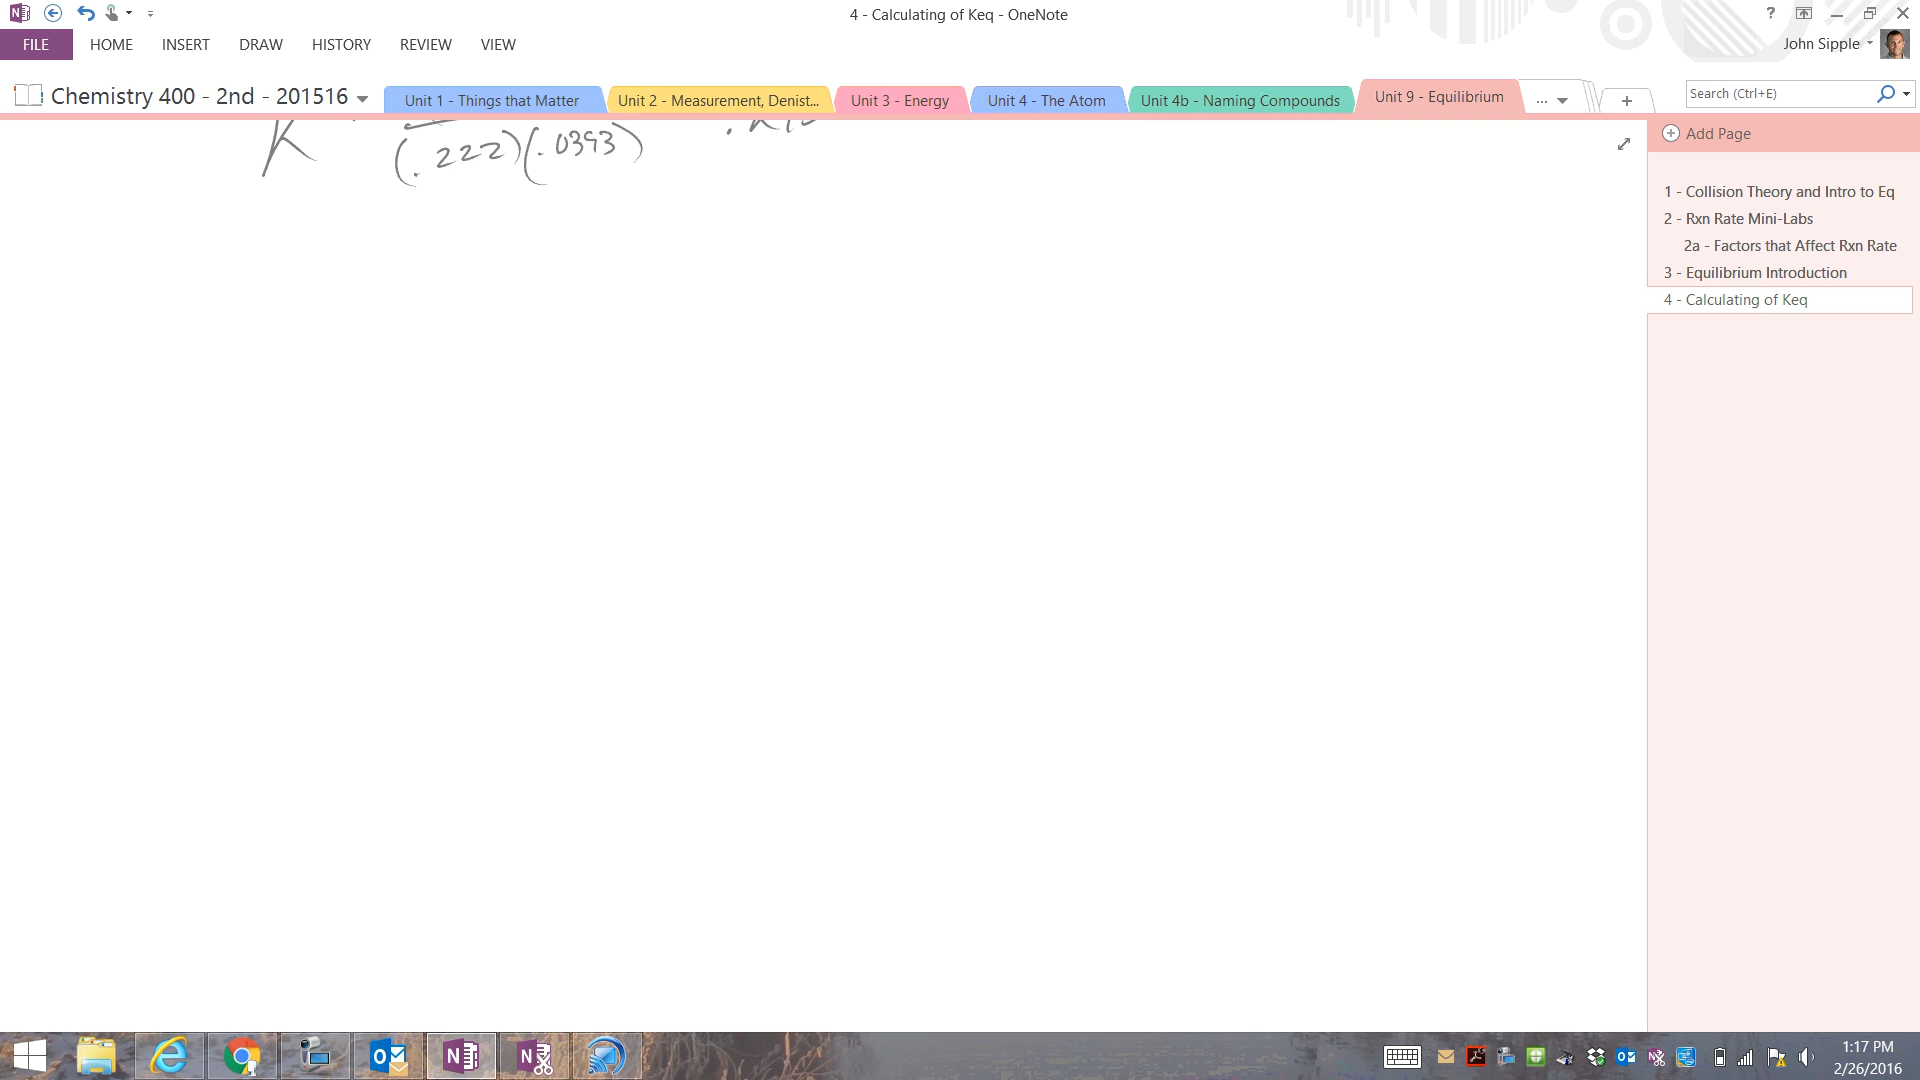 4 - Calculating of Keq - OneNote
?
FILE HOME INSERT DRAW HISTORY REVIEW VIEW
John Sipple
Chemistry 400 - 2nd - 201516
Unit 1 - Things that Matter
Unit 2 - Measurement, Denist...
Unit 3 - Energy
Unit 4 - The Atom
Unit 4b - Naming Compounds
Unit 9 - Equilibrium
...
+
Search (Ctrl+E)
Add Page
K
(.222)(.0393)
1 - Collision Theory and Intro to Eq
2 - Rxn Rate Mini-Labs
2a - Factors that Affect Rxn Rate
3 - Equilibrium Introduction
4 - Calculating of Keq
1:17 PM
2/26/2016